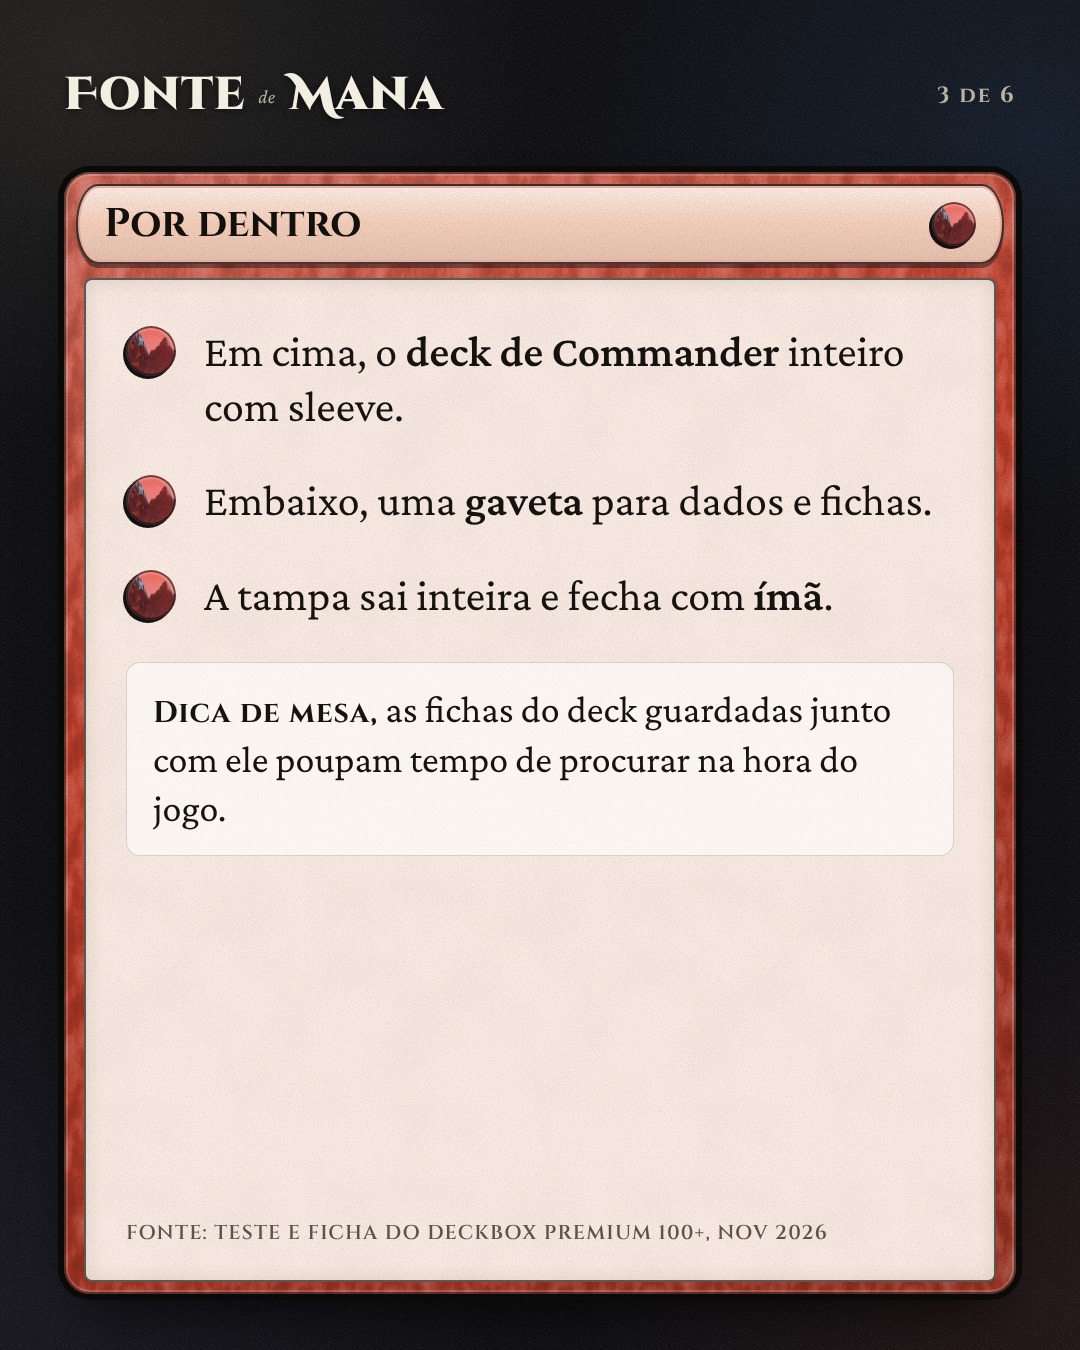 Fonte de Mana
3 de 6
Por dentro
Em cima, o deck de Commander inteiro
com sleeve.
Embaixo, uma gaveta para dados e fichas.
A tampa sai inteira e fecha com ímã.
Dica de mesa, as fichas do deck guardadas junto
com ele poupam tempo de procurar na hora do
jogo.
FONTE: TESTE E FICHA DO DECKBOX PREMIUM 100+, NOV 2026